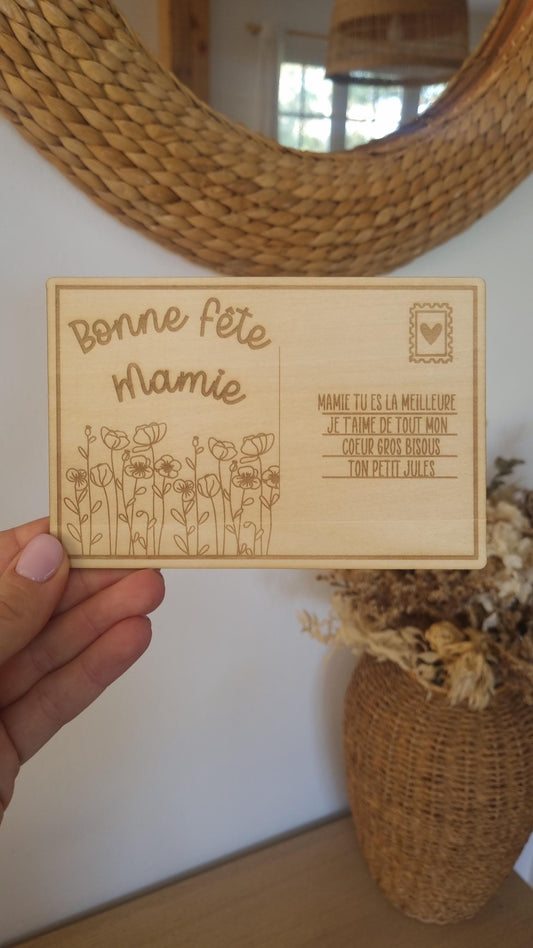 Bonne fête
Mamie
MAMIE TU ES LA MEILLEURE
JE T'AIME DE TOUT MON
COEUR GROS BISOUS
TON PETIT JULES